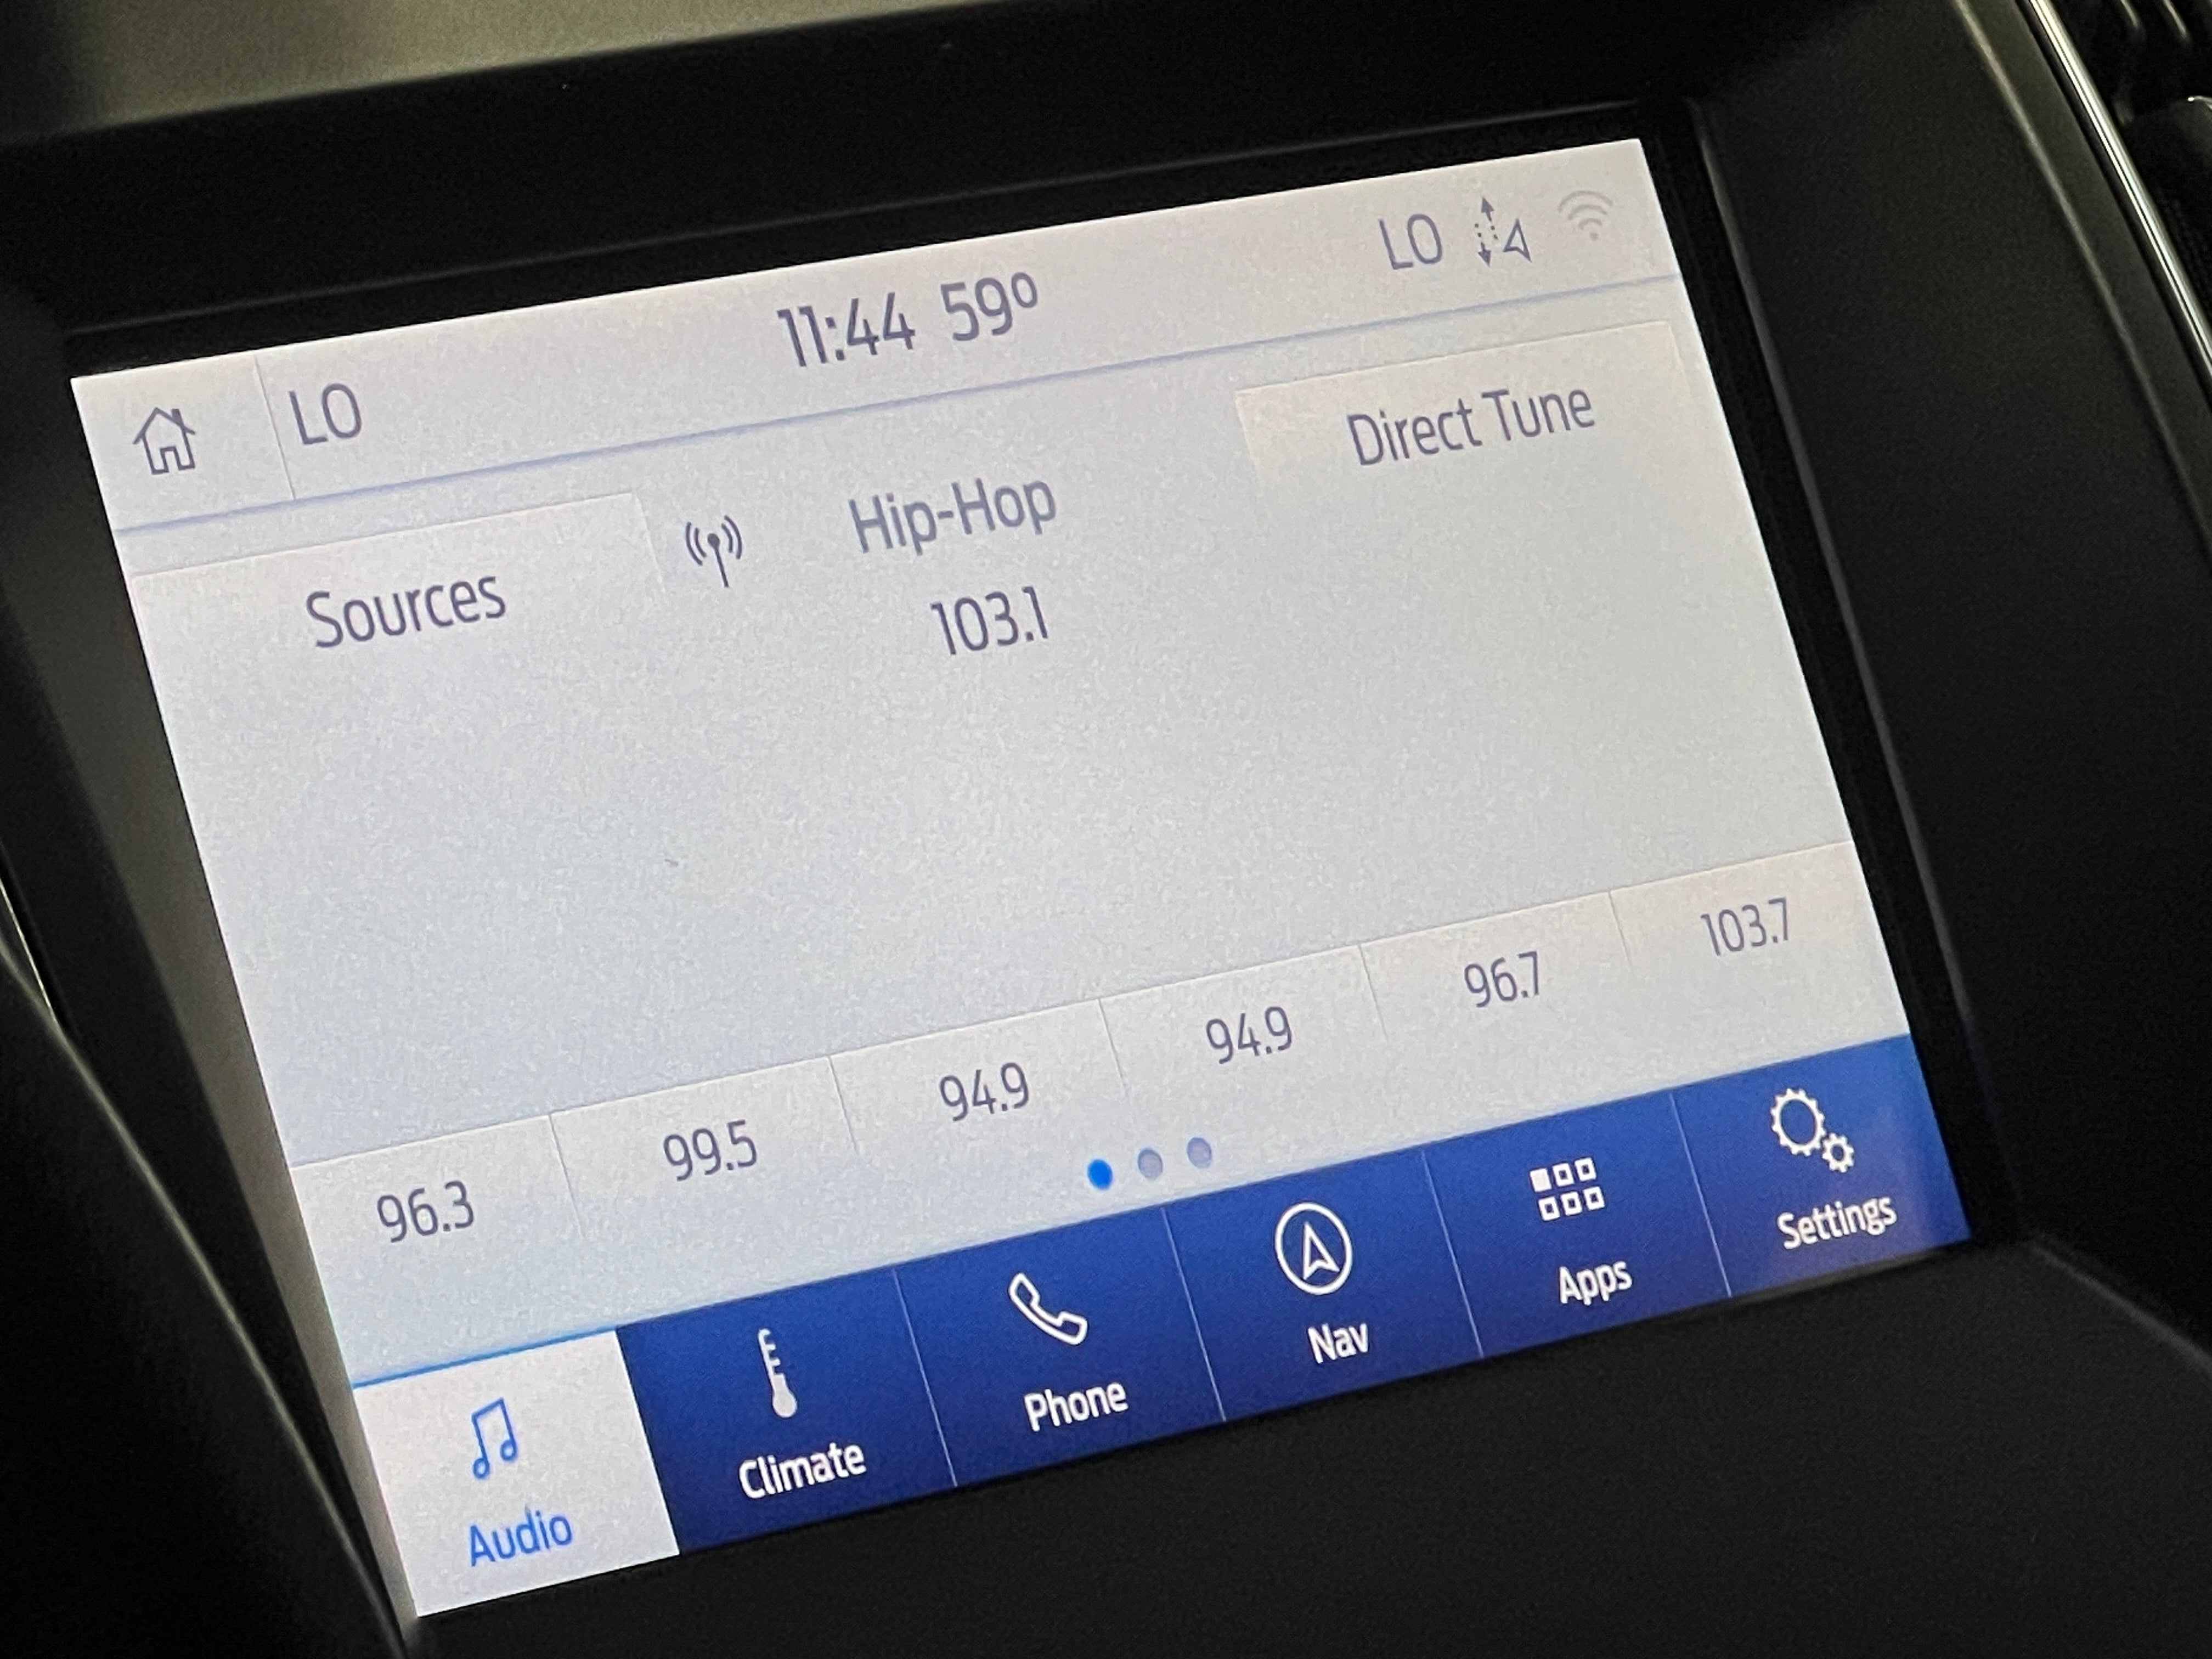 LO 11:44 59° LO
Sources Hip-Hop Direct Tune
103.1
96.3 99.5 94.9 94.9 96.7 103.7
Audio Climate Phone Nav Apps Settings